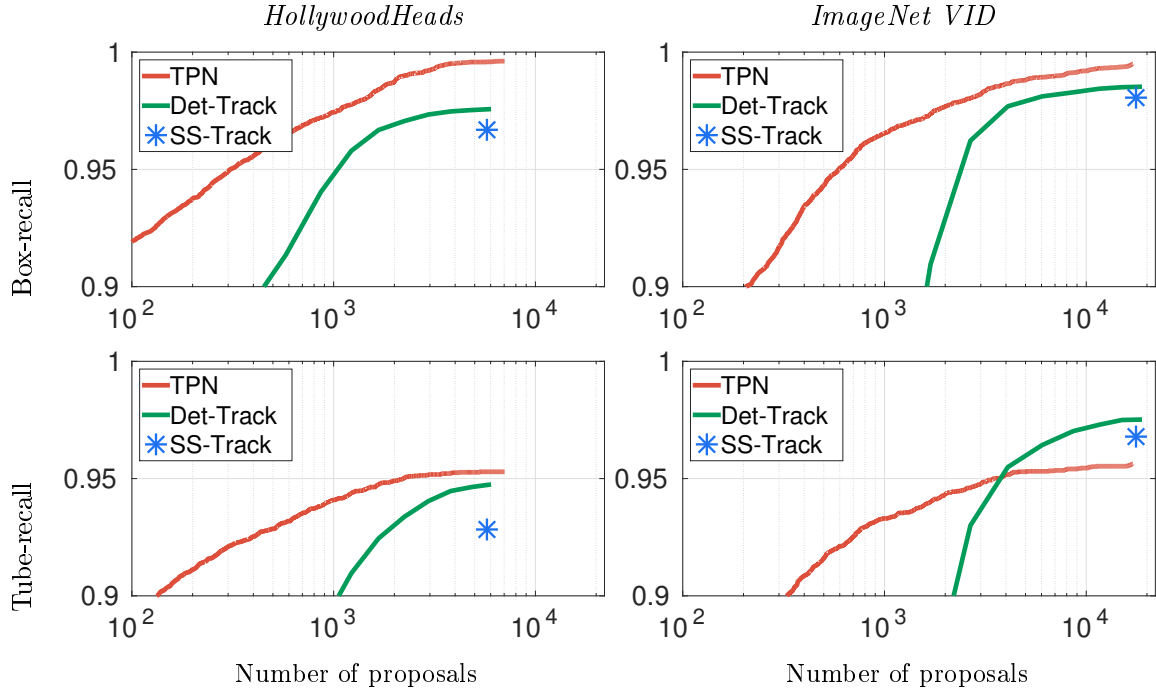 HollywoodHeads
ImageNet VID
Box-recall
1
0.95
0.9
TPN
Det-Track
SS-Track
10^2
10^3
10^4
1
0.95
0.9
TPN
Det-Track
SS-Track
10^2
10^3
10^4
Tube-recall
1
0.95
0.9
TPN
Det-Track
SS-Track
10^2
10^3
10^4
Number of proposals
1
0.95
0.9
TPN
Det-Track
SS-Track
10^2
10^3
10^4
Number of proposals